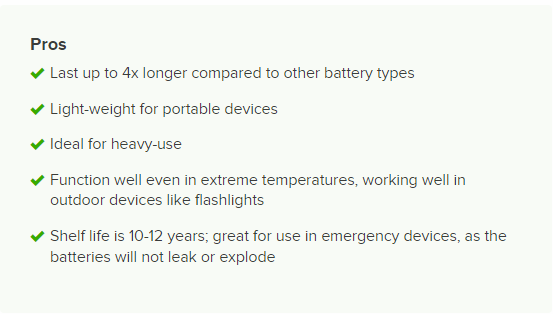 Pros
Last up to 4x longer compared to other battery types
Light-weight for portable devices
Ideal for heavy-use
Function well even in extreme temperatures, working well in
outdoor devices like flashlights
Shelf life is 10-12 years; great for use in emergency devices, as the
batteries will not leak or explode